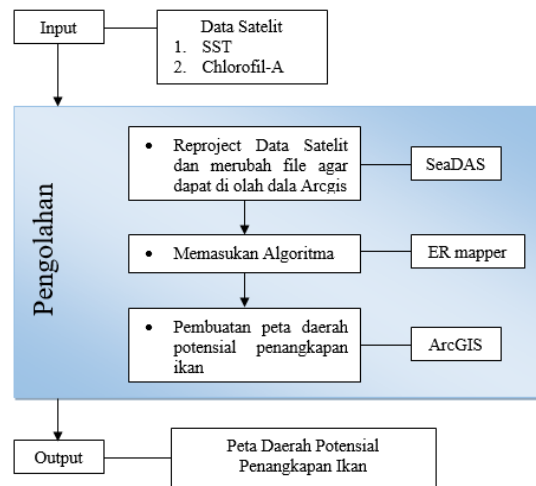 Input
Data Satelit
1. SST
2. Chlorofil-A
Pengolahan
• Reproject Data Satelit
dan merubah file agar
dapat di olah dala Arcgis
SeaDAS
• Memasukan Algoritma
ER mapper
• Pembuatan peta daerah
potensial penangkapan
ikan
ArcGIS
Output
Peta Daerah Potensial
Penangkapan Ikan